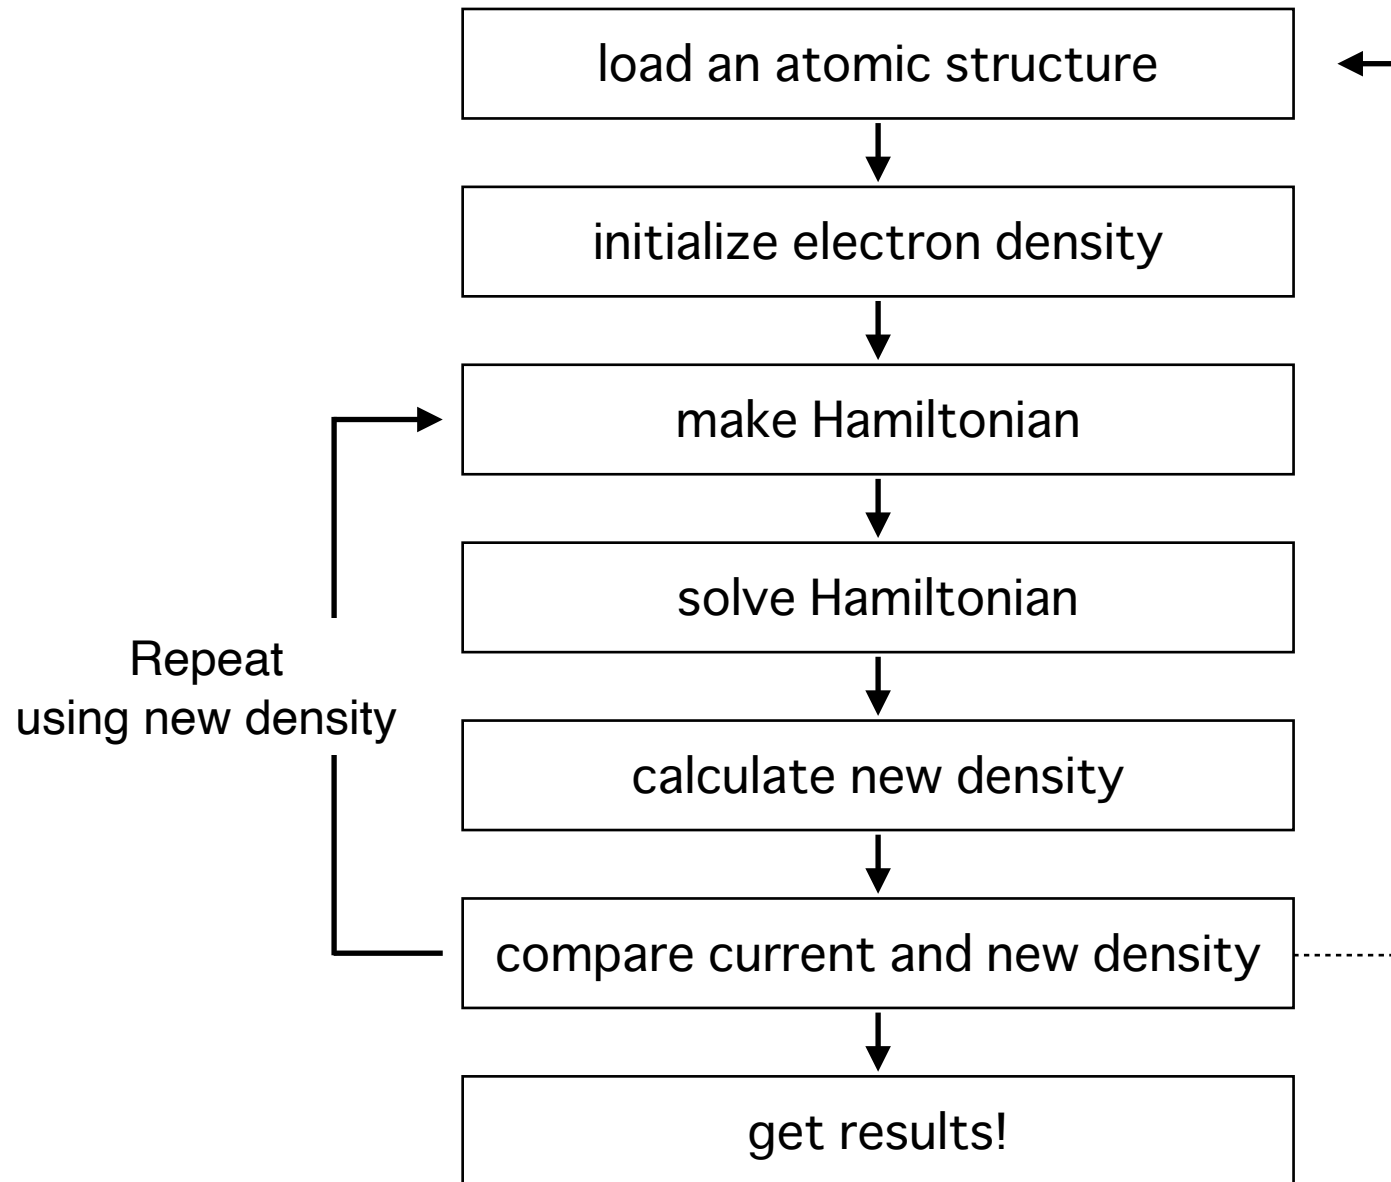 load an atomic structure
initialize electron density
make Hamiltonian
solve Hamiltonian
Repeat
using new density
calculate new density
compare current and new density
get results!